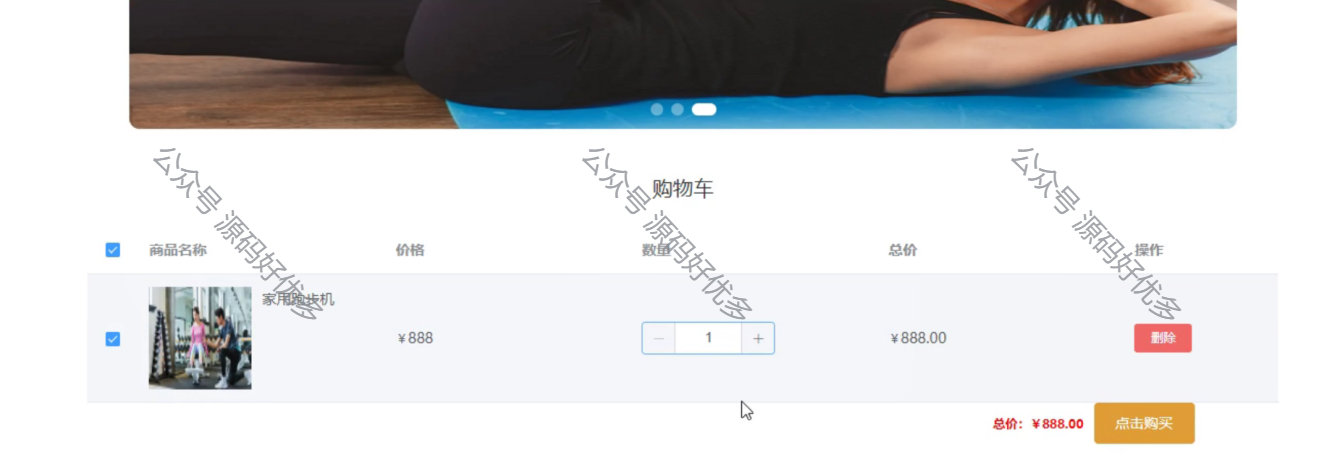 公众号 源码好优多
公众号 源码好优多
公众号 源码好优多
购物车
商品名称 价格 数量 总价 操作
家用跑步机
￥888 1 ￥888.00 删除
总价：￥888.00 点击购买